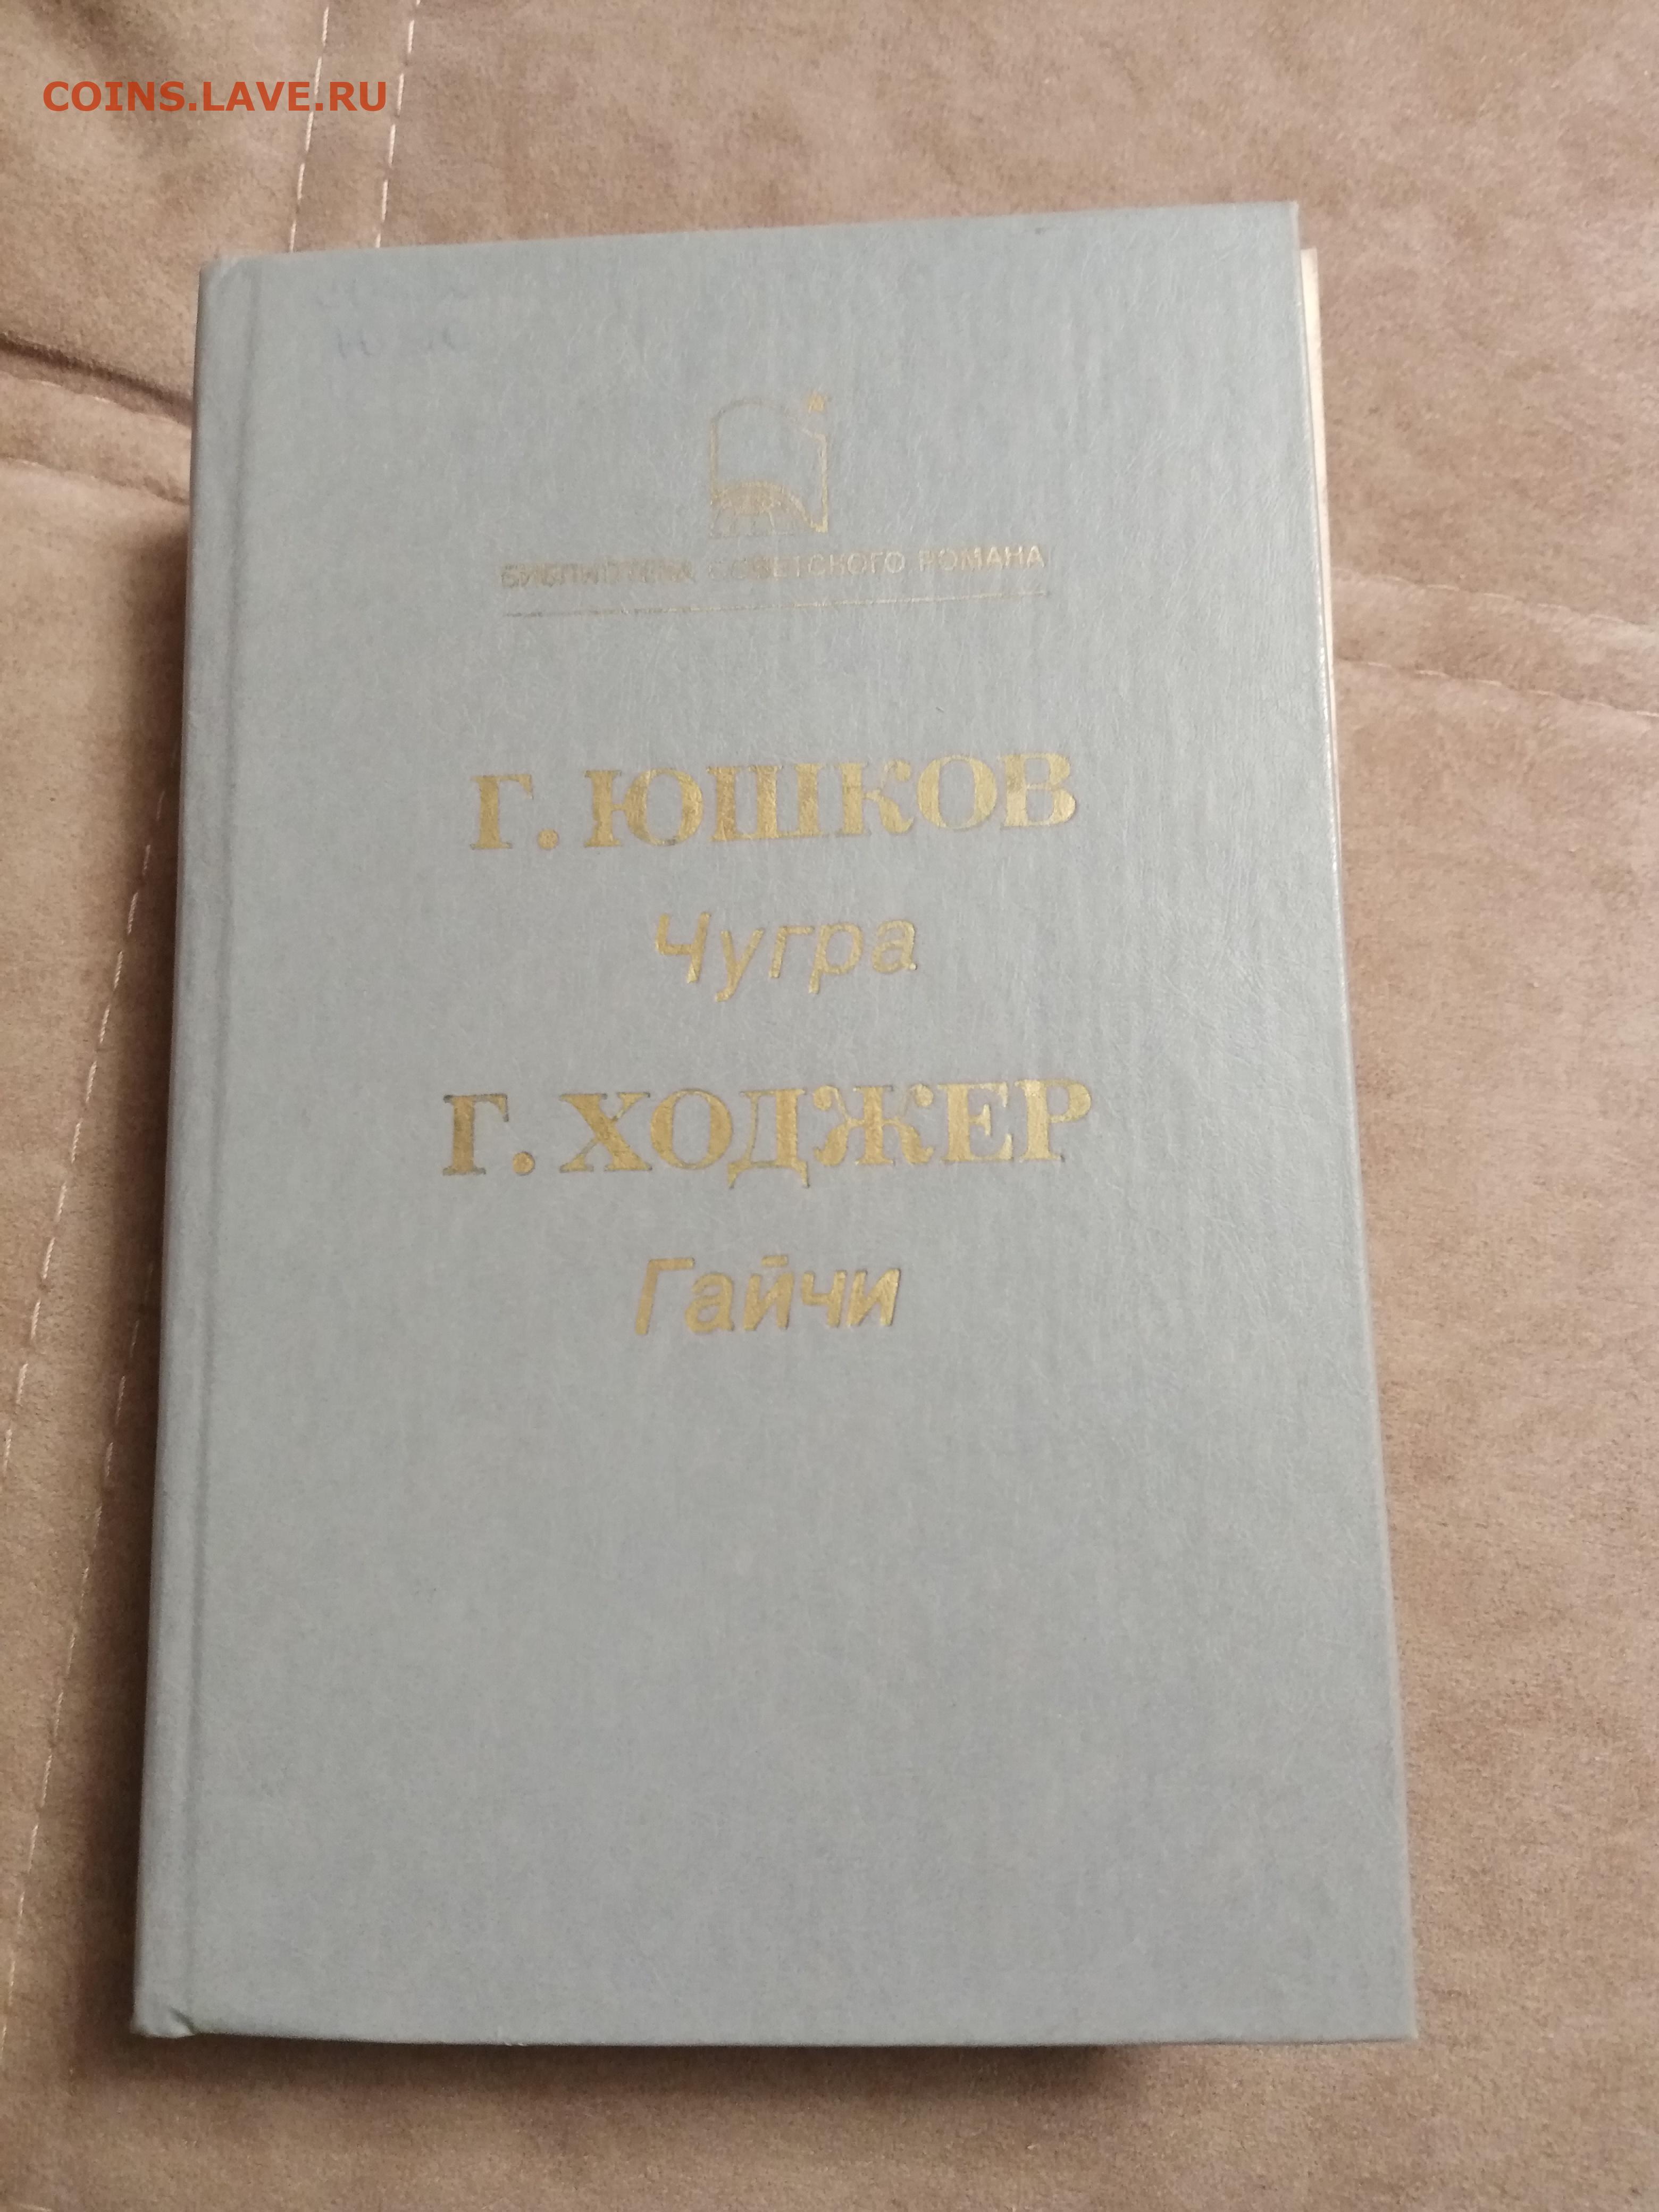 COINS.LAVE.RU
БИБЛИОТЕКА СОВЕТСКОГО РОМАНА
Г. ЮШКОВ
Чугра
Г. ХОДЖЕР
Гайчи